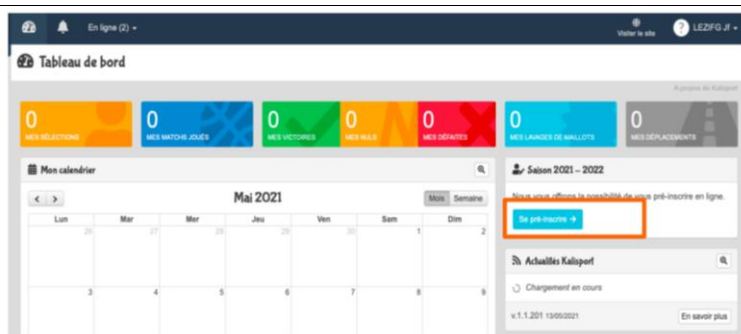 En ligne (2)
Visiter le site
? LEZIFG Jf
Tableau de bord
A propos de Kalisport
0
MES SÉLECTIONS
0
MES MATCHS JOUÉS
0
MES VICTOIRES
0
MES NULS
0
MES DÉFAITES
0
MES LAVAGES DE MAILLOTS
0
MES DÉPLACEMENTS
Mon calendrier
Mai 2021
Mois Semaine
Lun Mar Mer Jeu Ven Sam Dim
26 27 28 29 30 1 2
3 4 5 6 7 8 9
Saison 2021 – 2022
Nous vous offrons la possibilité de vous pré-inscrire en ligne.
Se pré-inscrire →
Actualités Kalisport
Chargement en cours
v.1.1.201 13/05/2021
En savoir plus